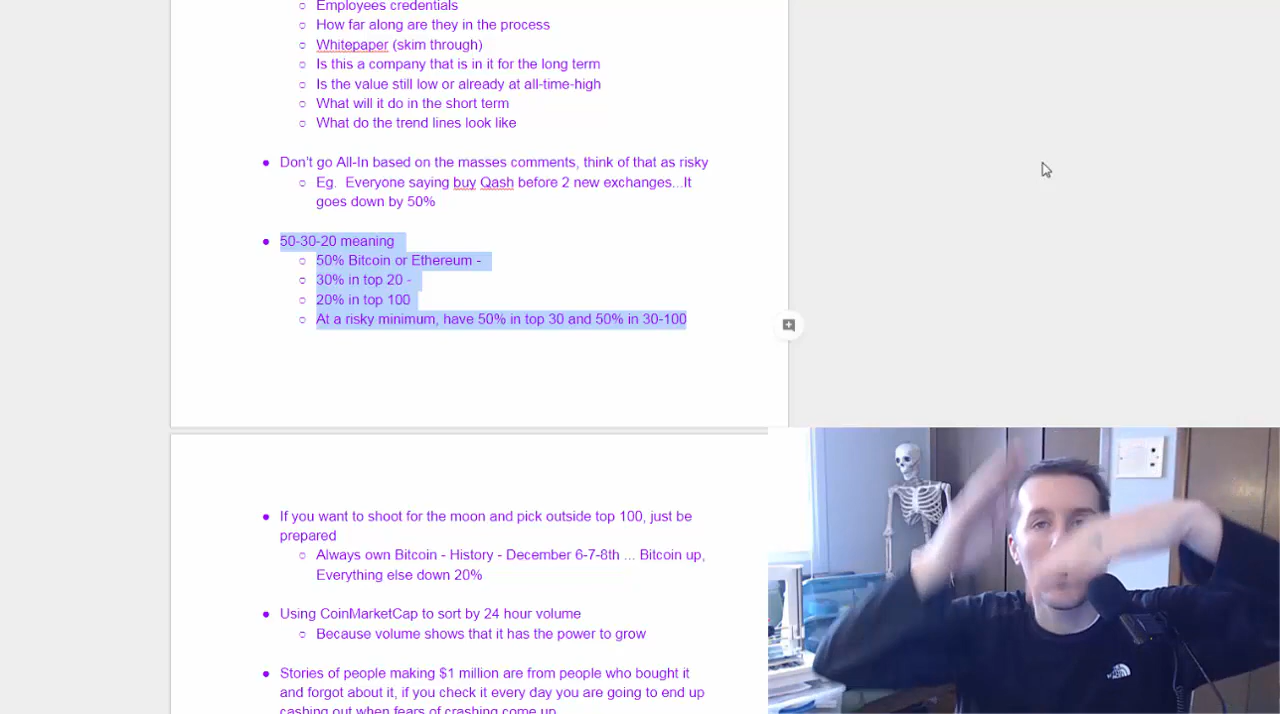 Employees credentials
How far along are they in the process
Whitepaper (skim through)
Is this a company that is in it for the long term
Is the value still low or already at all-time-high
What will it do in the short term
What do the trend lines look like
Don't go All-In based on the masses comments, think of that as risky
Eg. Everyone saying buy Qash before 2 new exchanges...It
goes down by 50%
50-30-20 meaning
50% Bitcoin or Ethereum -
30% in top 20 -
20% in top 100
At a risky minimum, have 50% in top 30 and 50% in 30-100
If you want to shoot for the moon and pick outside top 100, just be
prepared
Always own Bitcoin - History - December 6-7-8th ... Bitcoin up,
Everything else down 20%
Using CoinMarketCap to sort by 24 hour volume
Because volume shows that it has the power to grow
Stories of people making $1 million are from people who bought it
and forgot about it, if you check it every day you are going to end up
cashing out when fears of crashing come up